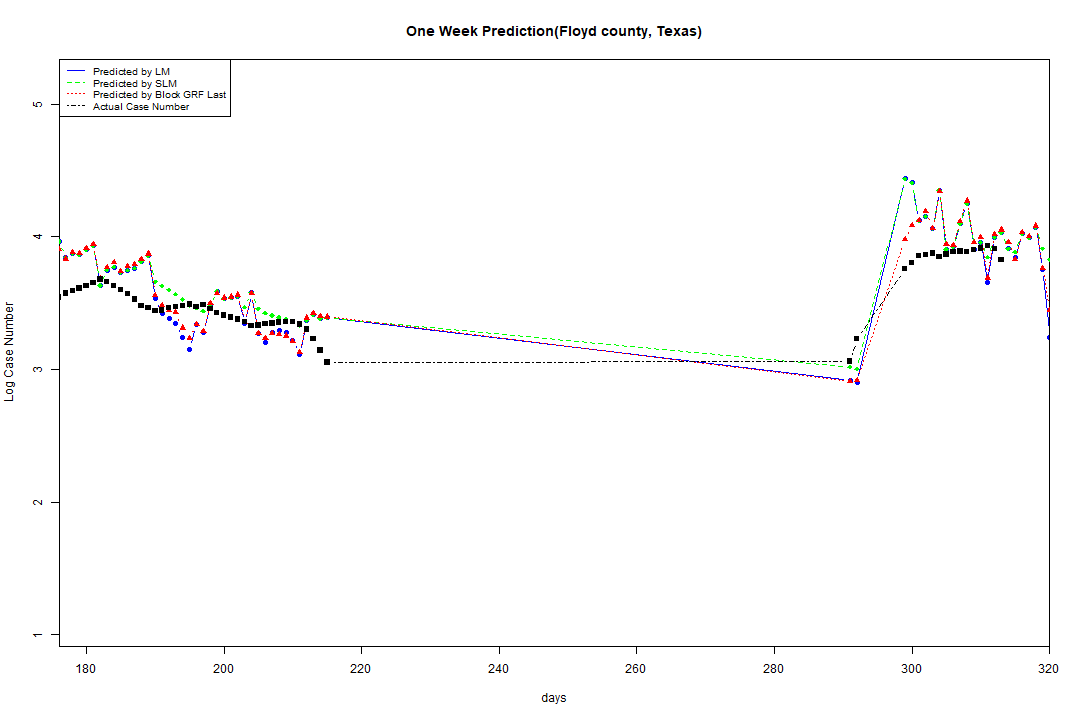 One Week Prediction(Floyd county, Texas)
Predicted by LM
Predicted by SLM
Predicted by Block GRF Last
Actual Case Number
5
4
3
2
1
Log Case Number
180 200 220 240 260 280 300 320
days